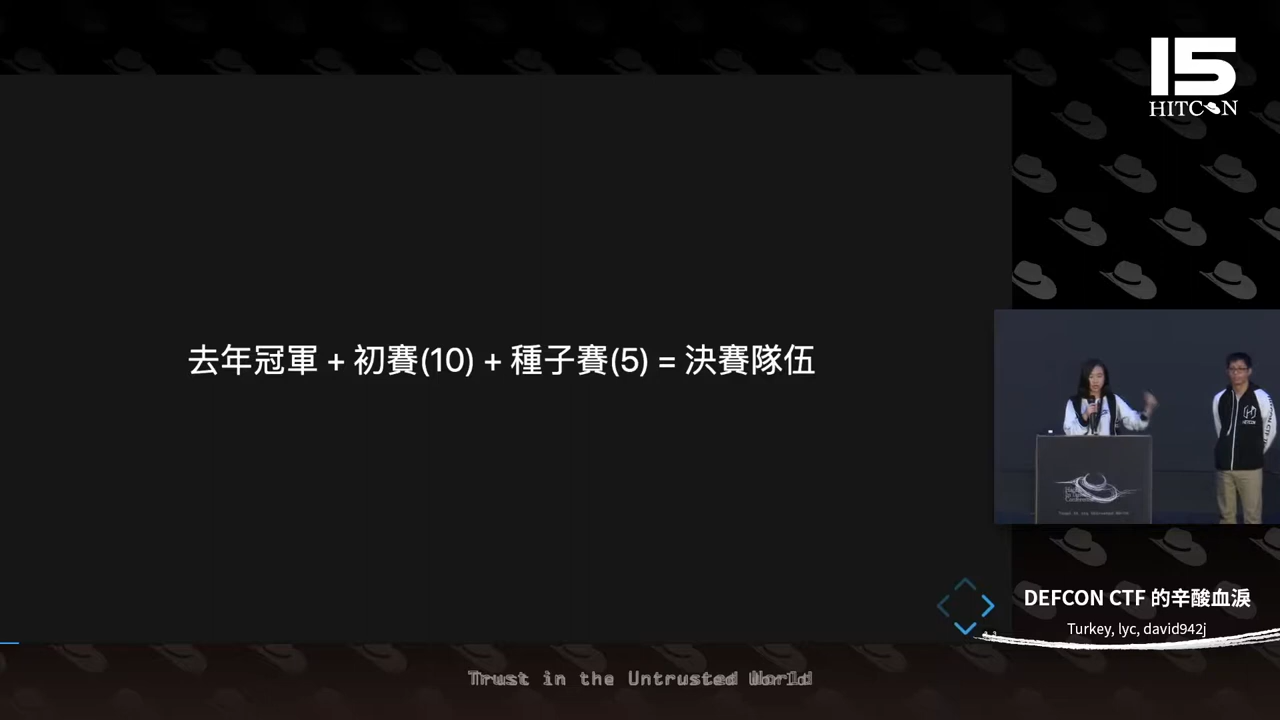 15
HITCON
去年冠軍 + 初賽(10) + 種子賽(5) = 決賽隊伍
DEFCON CTF 的辛酸血淚
Turkey, lyc, david942j
Trust in the Untrusted World